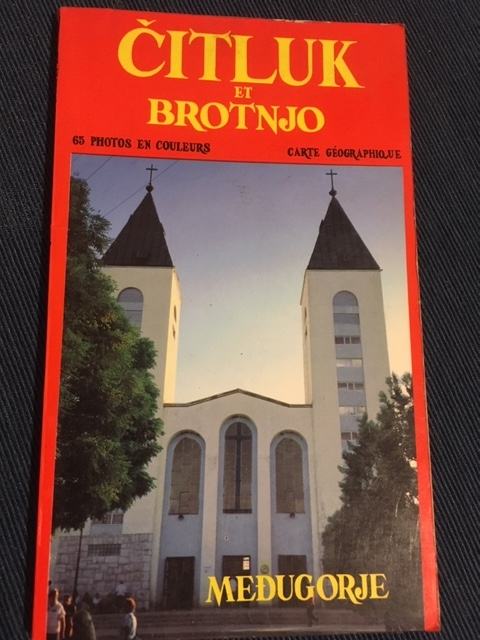 ČITLUK
ET
BROTNJO
65 PHOTOS EN COULEURS
CARTE GÉOGRAPHIQUE
MEĐUGORJE